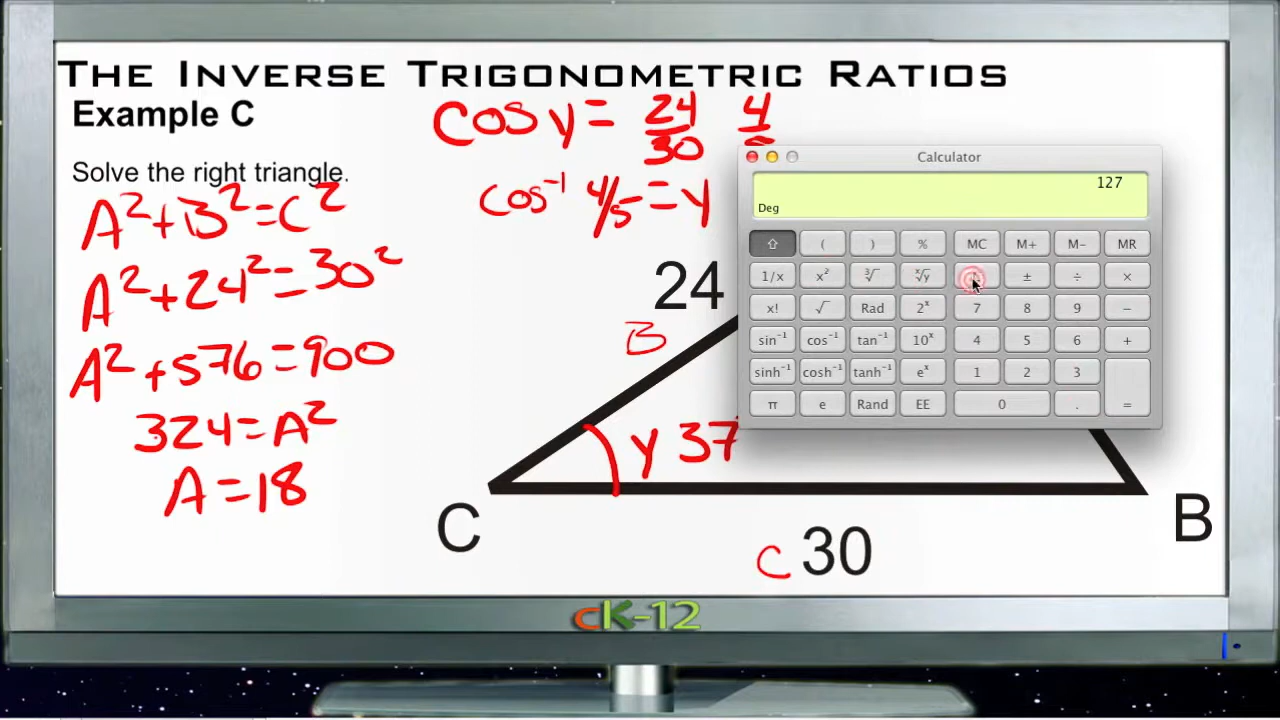 THE INVERSE TRIGONOMETRIC RATIOS
Example C
Solve the right triangle.
A²+B²=C²
A²+24²=30²
A²+576=900
324=A²
A=18
cos y = 24/30 4/
cos⁻¹ 4/5 = y
24
B
y 37
C
B
C 30
Calculator
127
Deg
⇧ ( ) % MC M+ M- MR
1/x x² ∛ ˣ√y ± ÷ ×
x! √ Rad 2ˣ 7 8 9 −
sin⁻¹ cos⁻¹ tan⁻¹ 10ˣ 4 5 6 +
sinh⁻¹ cosh⁻¹ tanh⁻¹ eˣ 1 2 3
π e Rand EE 0 . =
cK-12